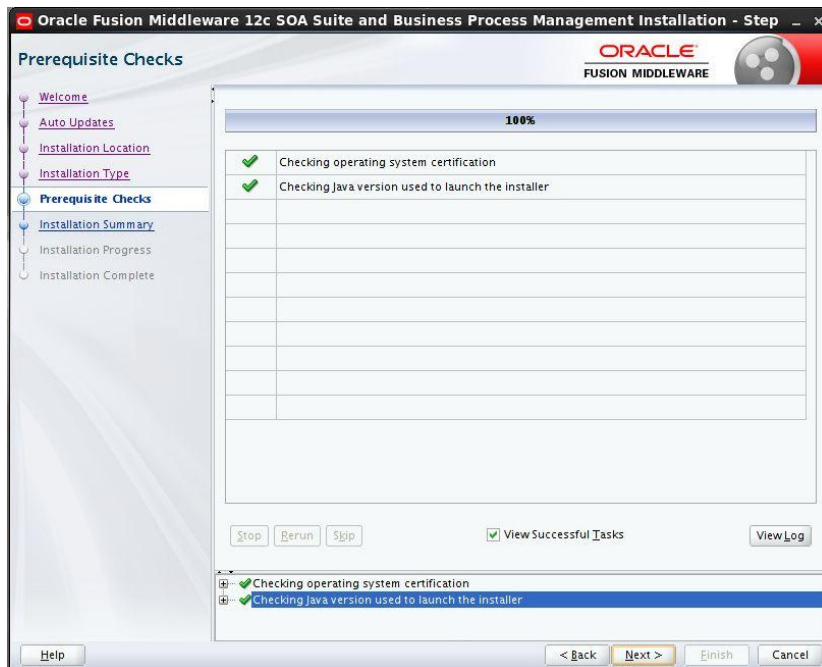 Oracle Fusion Middleware 12c SOA Suite and Business Process Management Installation - Step
Prerequisite Checks
ORACLE
FUSION MIDDLEWARE
Welcome
Auto Updates
Installation Location
Installation Type
Prerequisite Checks
Installation Summary
Installation Progress
Installation Complete
100%
Checking operating system certification
Checking Java version used to launch the installer
Stop Rerun Skip View Successful Tasks View Log
Checking operating system certification
Checking Java version used to launch the installer
Help < Back Next > Finish Cancel